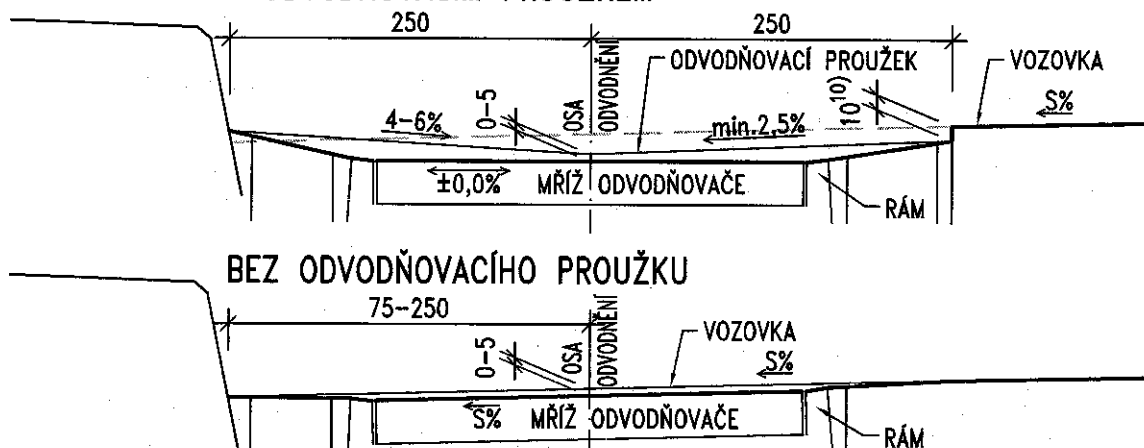 250
250
ODVODŇOVACÍ PROUŽEK
VOZOVKA
S%
4-6%
0-5
OSA
ODVODNĚNÍ
min.2,5%
10¹⁰⁾
±0,0%
MŘÍŽ ODVODŇOVAČE
RÁM
BEZ ODVODŇOVACÍHO PROUŽKU
75-250
0-5
OSA
ODVODNĚNÍ
VOZOVKA
S%
S%
MŘÍŽ ODVODŇOVAČE
RÁM